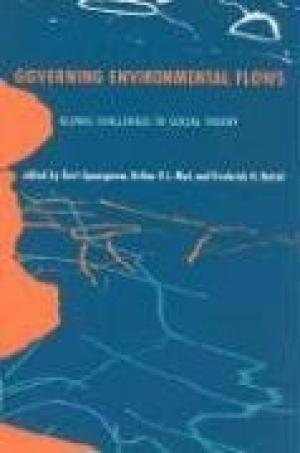 GOVERNING ENVIRONMENTAL FLOWS
GLOBAL CHALLENGES TO SOCIAL THEORY
edited by Gert Spaargaren, Arthur P. J. Mol, and Frederick H. Buttel